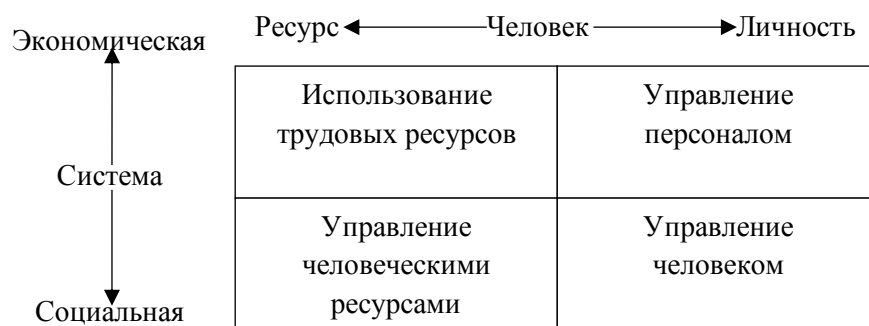 Экономическая
Ресурс Человек Личность
Использование
трудовых ресурсов
Управление
персоналом
Система
Управление
человеческими
ресурсами
Управление
человеком
Социальная